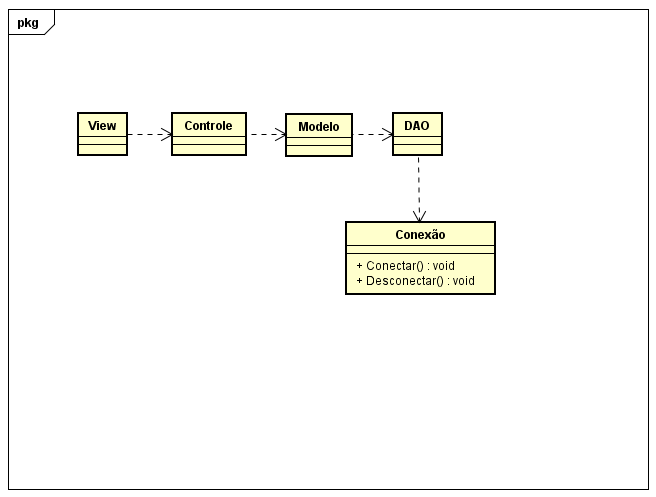 pkg
View
Controle
Modelo
DAO
Conexão
+ Conectar() : void
+ Desconectar() : void